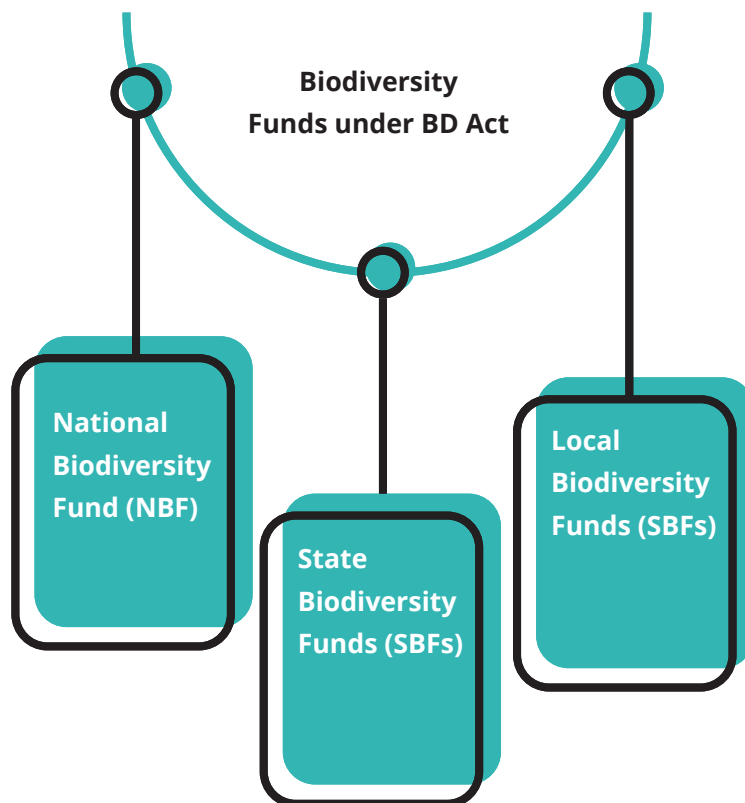 Biodiversity
Funds under BD Act
National
Biodiversity
Fund (NBF)
State
Biodiversity
Funds (SBFs)
Local
Biodiversity
Funds (SBFs)